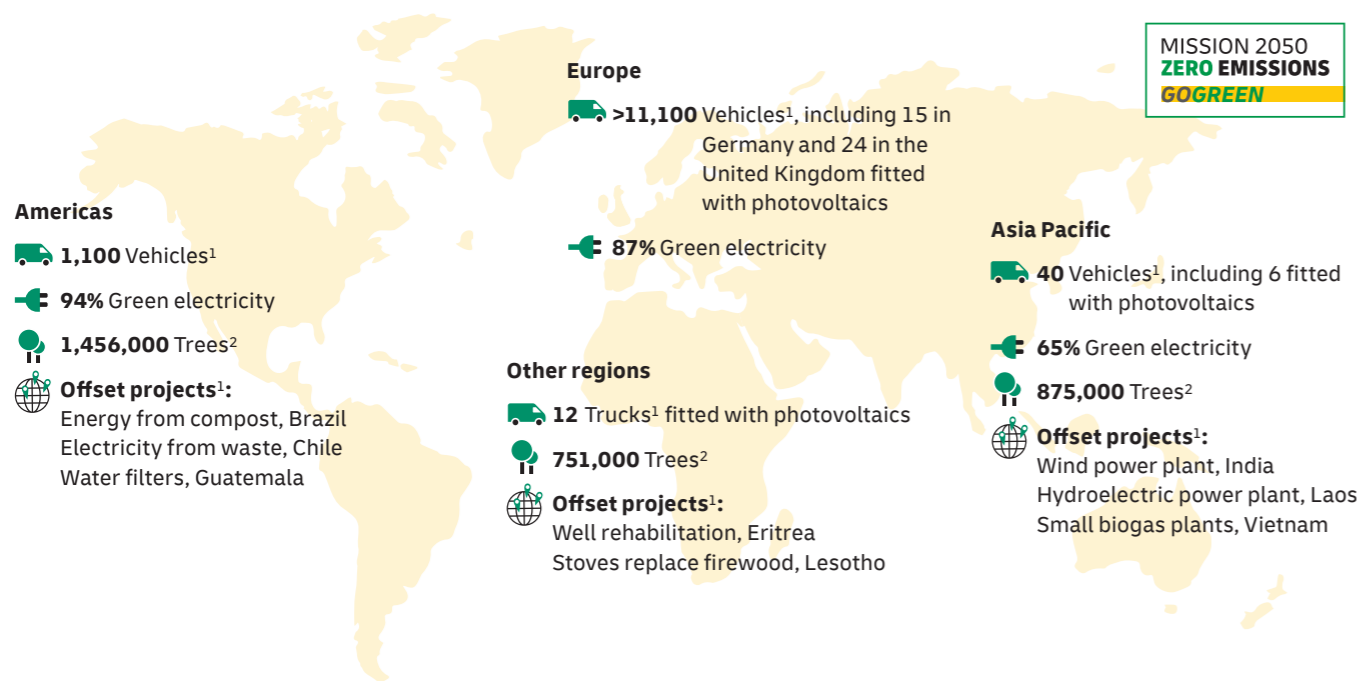 MISSION 2050
ZERO EMISSIONS
GOGREEN
Europe
>11,100 Vehicles¹, including 15 in
Germany and 24 in the
United Kingdom fitted
with photovoltaics
87% Green electricity
Americas
1,100 Vehicles¹
94% Green electricity
1,456,000 Trees²
Offset projects¹:
Energy from compost, Brazil
Electricity from waste, Chile
Water filters, Guatemala
Other regions
12 Trucks¹ fitted with photovoltaics
751,000 Trees²
Offset projects¹:
Well rehabilitation, Eritrea
Stoves replace firewood, Lesotho
Asia Pacific
40 Vehicles¹, including 6 fitted
with photovoltaics
65% Green electricity
875,000 Trees²
Offset projects¹:
Wind power plant, India
Hydroelectric power plant, Laos
Small biogas plants, Vietnam